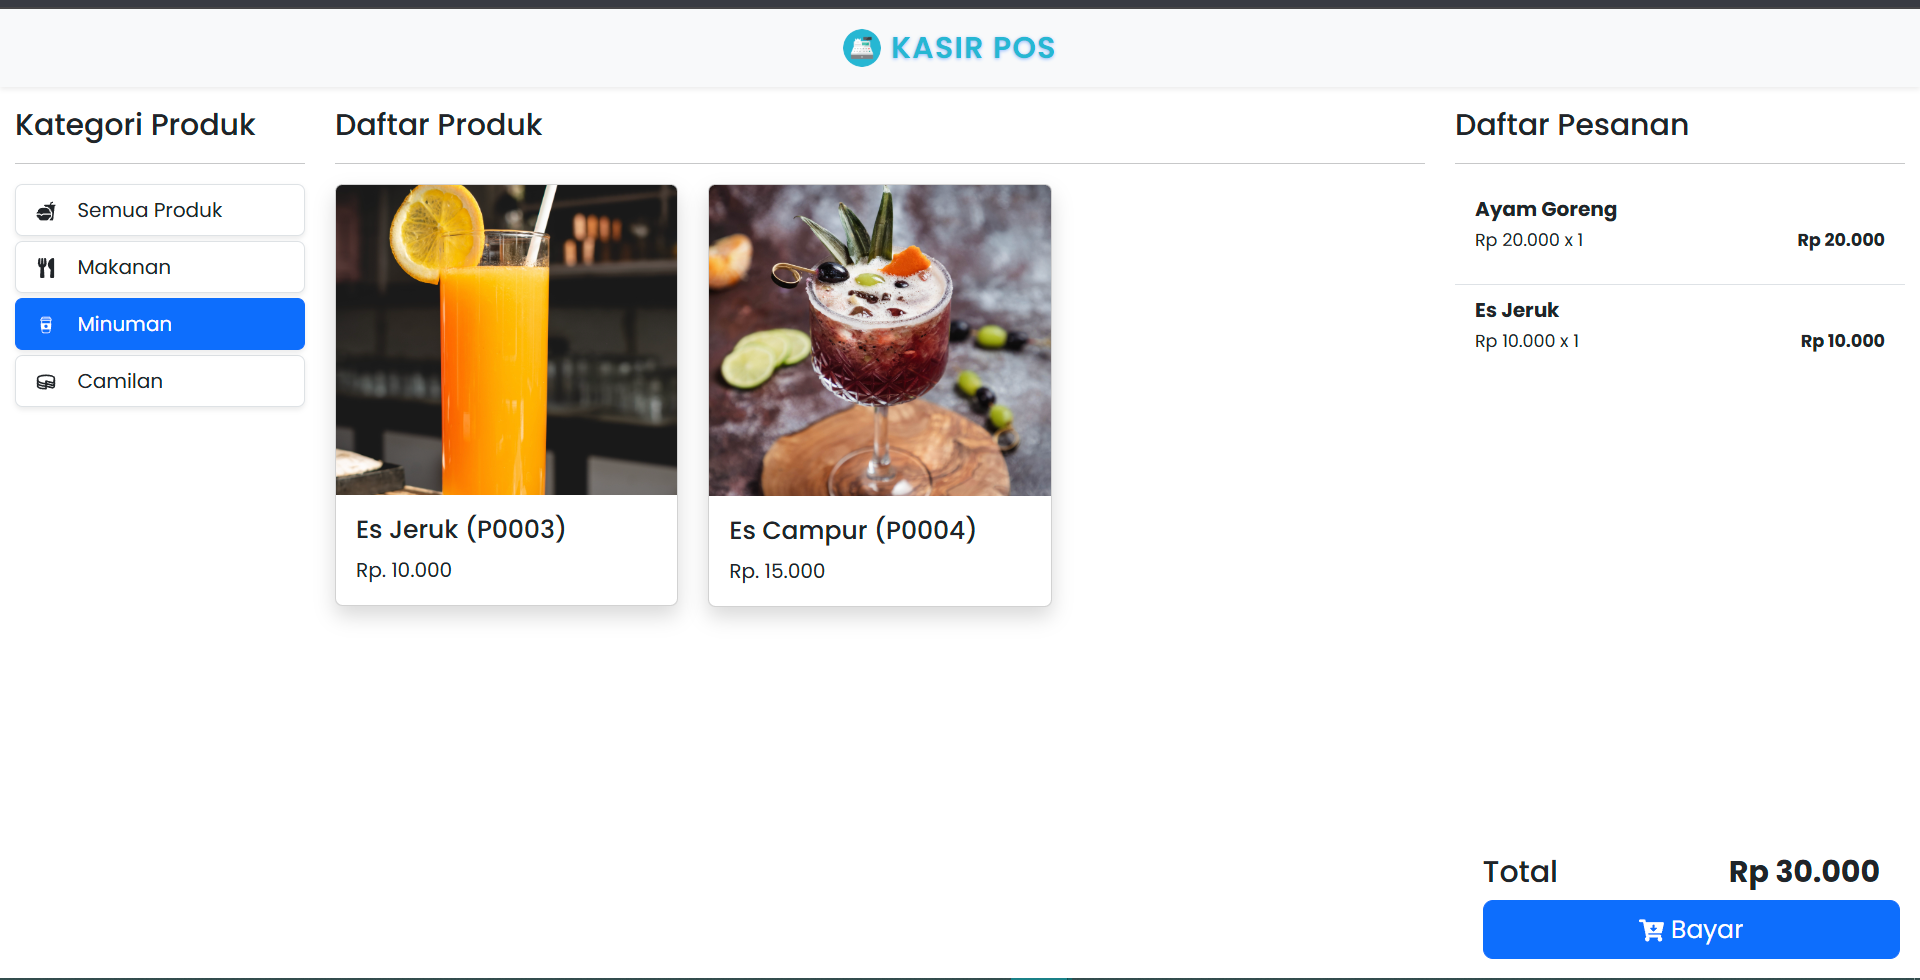 KASIR POS
Kategori Produk
Semua Produk
Makanan
Minuman
Camilan
Daftar Produk
Es Jeruk (P0003)
Rp. 10.000
Es Campur (P0004)
Rp. 15.000
Daftar Pesanan
Ayam Goreng
Rp 20.000 x 1 Rp 20.000
Es Jeruk
Rp 10.000 x 1 Rp 10.000
Total Rp 30.000
Bayar